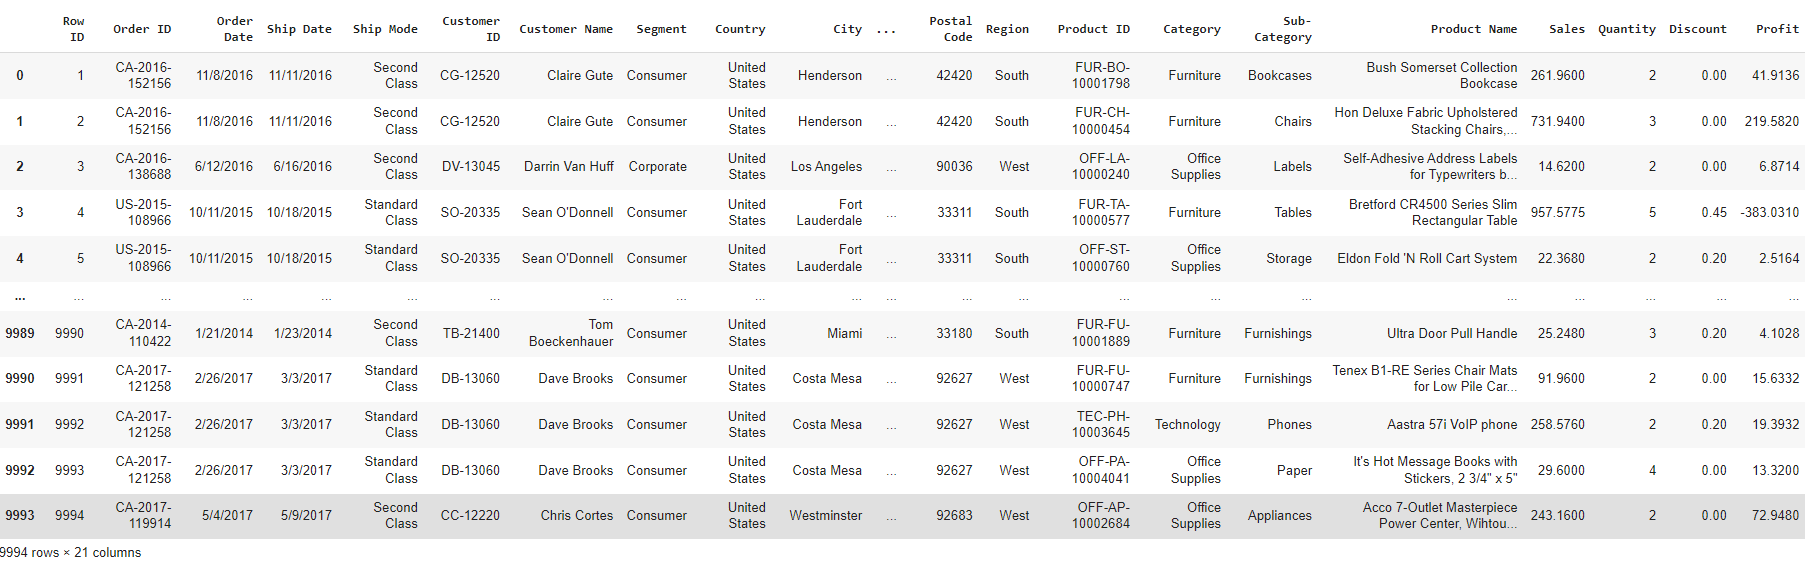 Row ID Order ID Order Date Ship Date Ship Mode Customer ID Customer Name Segment Country City ... Postal Code Region Product ID Category Sub-Category Product Name Sales Quantity Discount Profit
0 1 CA-2016-152156 11/8/2016 11/11/2016 Second Class CG-12520 Claire Gute Consumer United States Henderson ... 42420 South FUR-BO-10001798 Furniture Bookcases Bush Somerset Collection Bookcase 261.9600 2 0.00 41.9136
1 2 CA-2016-152156 11/8/2016 11/11/2016 Second Class CG-12520 Claire Gute Consumer United States Henderson ... 42420 South FUR-CH-10000454 Furniture Chairs Hon Deluxe Fabric Upholstered Stacking Chairs,... 731.9400 3 0.00 219.5820
2 3 CA-2016-138688 6/12/2016 6/16/2016 Second Class DV-13045 Darrin Van Huff Corporate United States Los Angeles ... 90036 West OFF-LA-10000240 Office Supplies Labels Self-Adhesive Address Labels for Typewriters b... 14.6200 2 0.00 6.8714
3 4 US-2015-108966 10/11/2015 10/18/2015 Standard Class SO-20335 Sean O'Donnell Consumer United States Fort Lauderdale ... 33311 South FUR-TA-10000577 Furniture Tables Bretford CR4500 Series Slim Rectangular Table 957.5775 5 0.45 -383.0310
4 5 US-2015-108966 10/11/2015 10/18/2015 Standard Class SO-20335 Sean O'Donnell Consumer United States Fort Lauderdale ... 33311 South OFF-ST-10000760 Office Supplies Storage Eldon Fold 'N Roll Cart System 22.3680 2 0.20 2.5164
... ... ... ... ... ... ... ... ... ... ... ... ... ... ... ... ... ... ... ... ... ...
9989 9990 CA-2014-110422 1/21/2014 1/23/2014 Second Class TB-21400 Tom Boeckenhauer Consumer United States Miami ... 33180 South FUR-FU-10001889 Furniture Furnishings Ultra Door Pull Handle 25.2480 3 0.20 4.1028
9990 9991 CA-2017-121258 2/26/2017 3/3/2017 Standard Class DB-13060 Dave Brooks Consumer United States Costa Mesa ... 92627 West FUR-FU-10000747 Furniture Furnishings Tenex B1-RE Series Chair Mats for Low Pile Car... 91.9600 2 0.00 15.6332
9991 9992 CA-2017-121258 2/26/2017 3/3/2017 Standard Class DB-13060 Dave Brooks Consumer United States Costa Mesa ... 92627 West TEC-PH-10003645 Technology Phones Aastra 57i VoIP phone 258.5760 2 0.20 19.3932
9992 9993 CA-2017-121258 2/26/2017 3/3/2017 Standard Class DB-13060 Dave Brooks Consumer United States Costa Mesa ... 92627 West OFF-PA-10004041 Office Supplies Paper It's Hot Message Books with Stickers, 2 3/4" x 5" 29.6000 4 0.00 13.3200
9993 9994 CA-2017-119914 5/4/2017 5/9/2017 Second Class CC-12220 Chris Cortes Consumer United States Westminster ... 92683 West OFF-AP-10002684 Office Supplies Appliances Acco 7-Outlet Masterpiece Power Center, Wihtou... 243.1600 2 0.00 72.9480
9994 rows × 21 columns